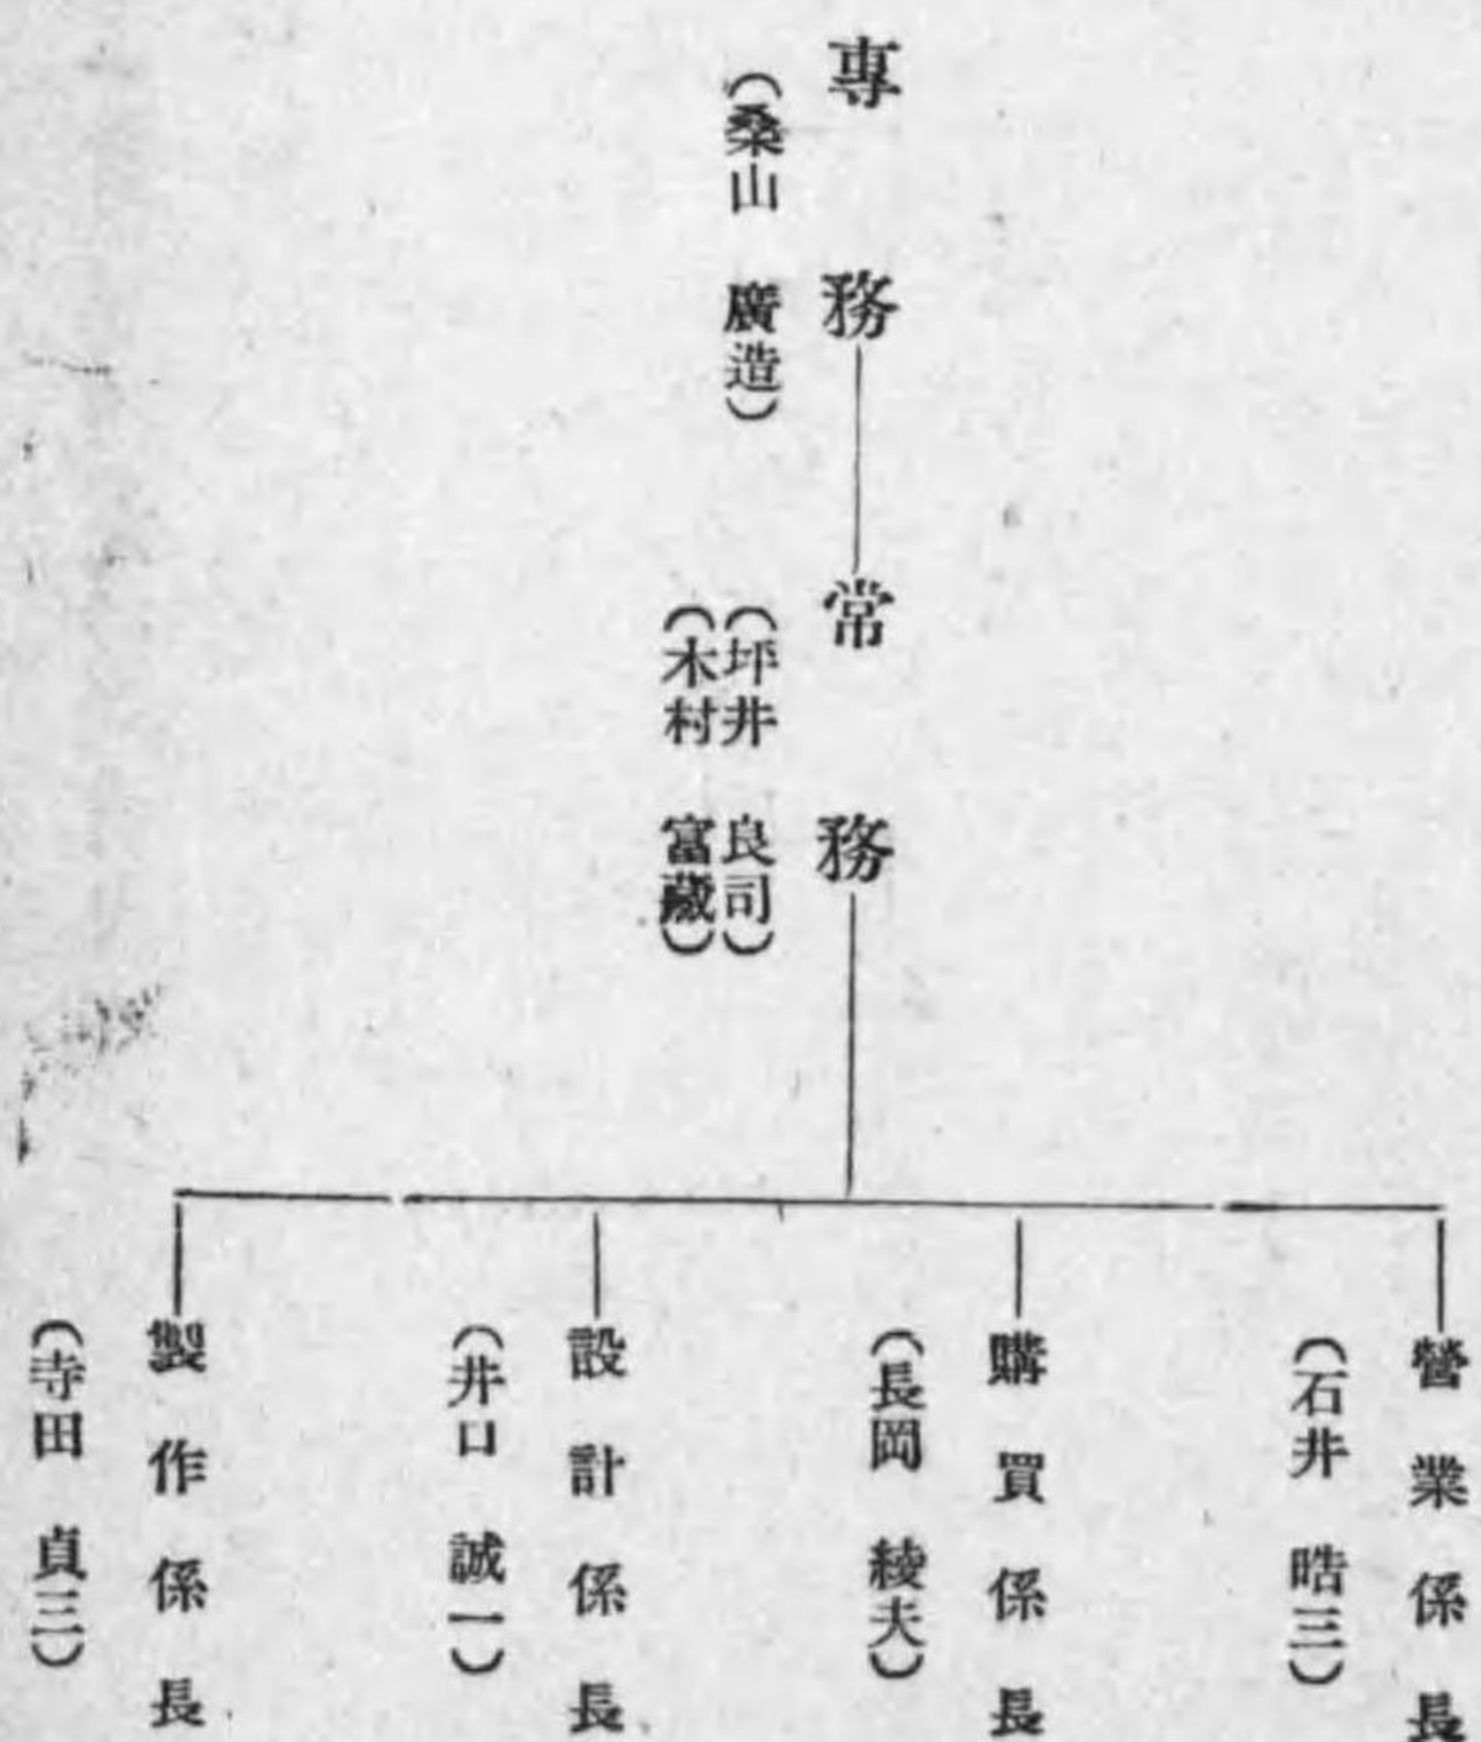 專務
(桑山 廣造)
常務
(坪井 良司)
(木村 富藏)
營業係長
(石井 晧三)
購買係長
(長岡 綾夫)
設計係長
(井口 誠一)
製作係長
(寺田 貞三)